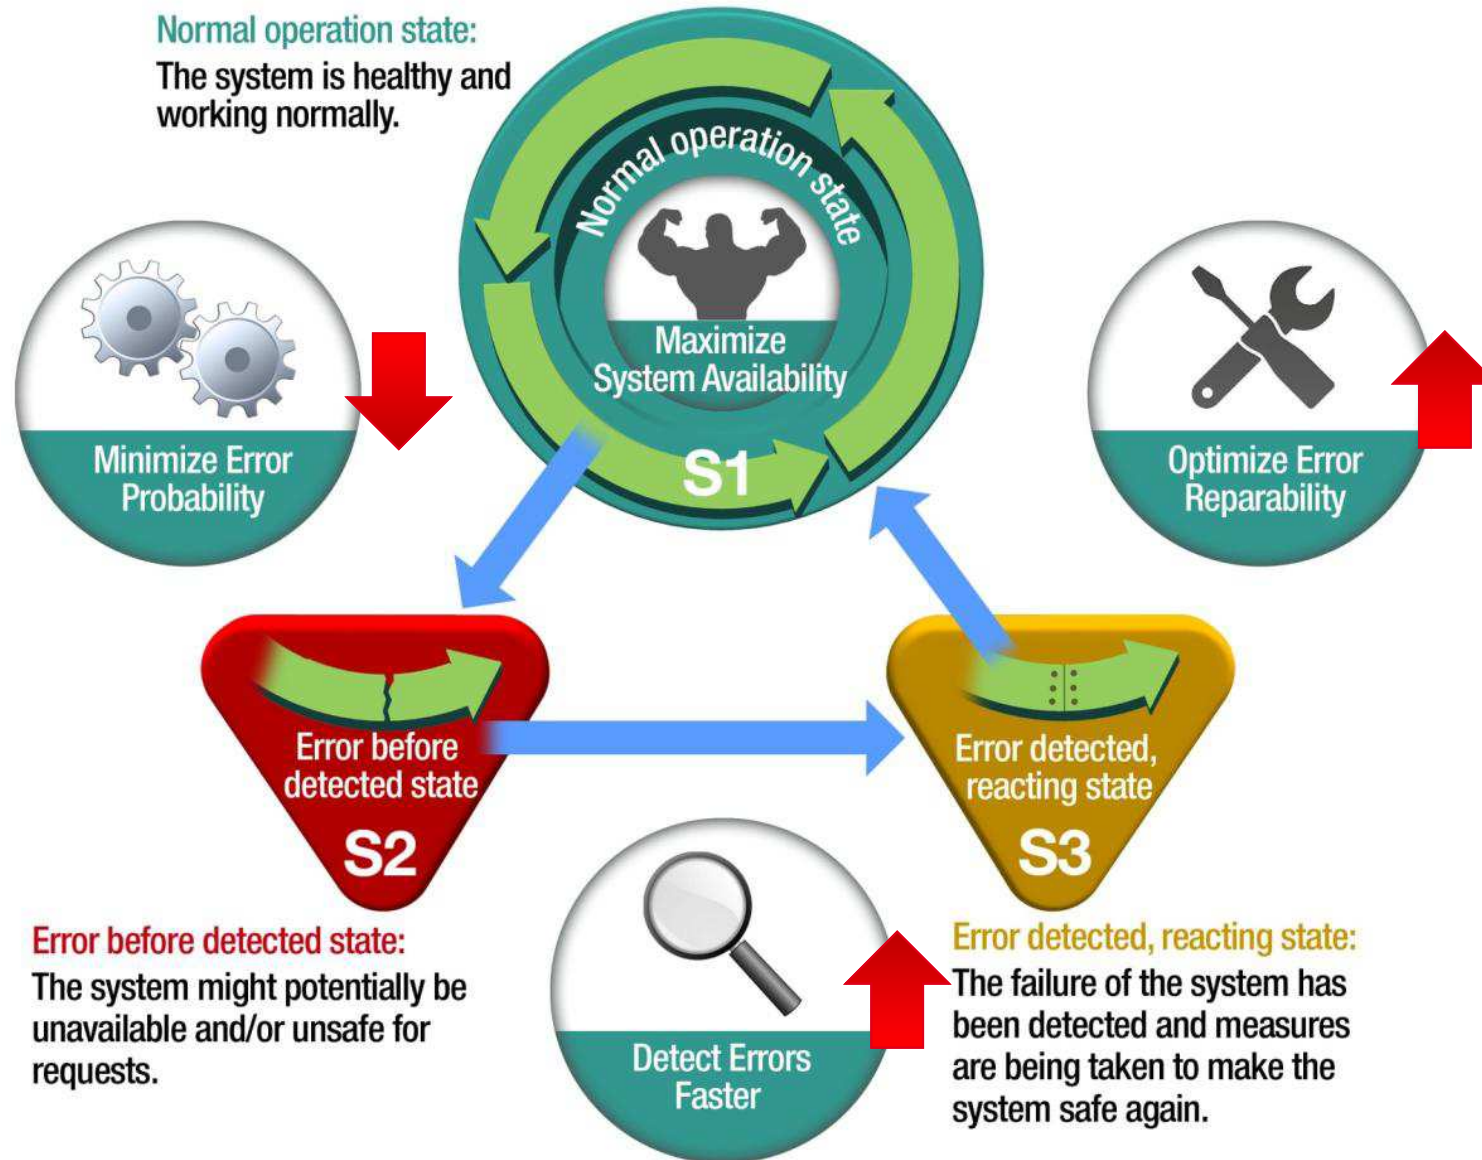 Normal operation state:
The system is healthy and
working normally.
Normal operation state
Maximize
System Availability
S1
Minimize Error
Probability
Optimize Error
Reparability
Error before
detected state
S2
Error detected,
reacting state
S3
Error before detected state:
The system might potentially be
unavailable and/or unsafe for
requests.
Detect Errors
Faster
Error detected, reacting state:
The failure of the system has
been detected and measures
are being taken to make the
system safe again.